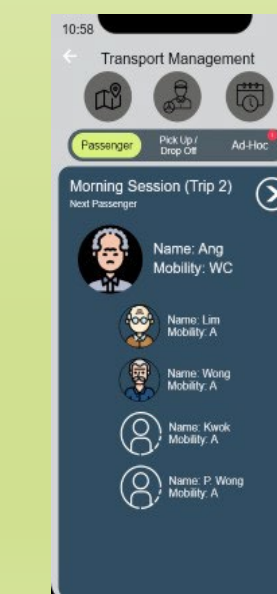 10:58
Transport Management
Passenger
Pick Up /
Drop Off
Ad-Hoc
Morning Session (Trip 2)
Next Passenger
Name: Ang
Mobility: WC
Name: Lim
Mobility: A
Name: Wong
Mobility: A
Name: Kwok
Mobility: A
Name: P. Wong
Mobility: A